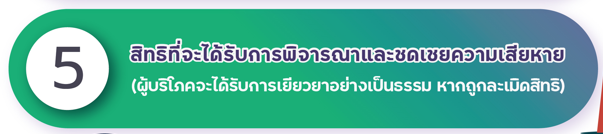 5
สิทธิที่จะได้รับการพิจารณาและชดเชยความเสียหาย
(ผู้บริโภคจะได้รับการเยียวยาอย่างเป็นธรรม หากถูกละเมิดสิทธิ)